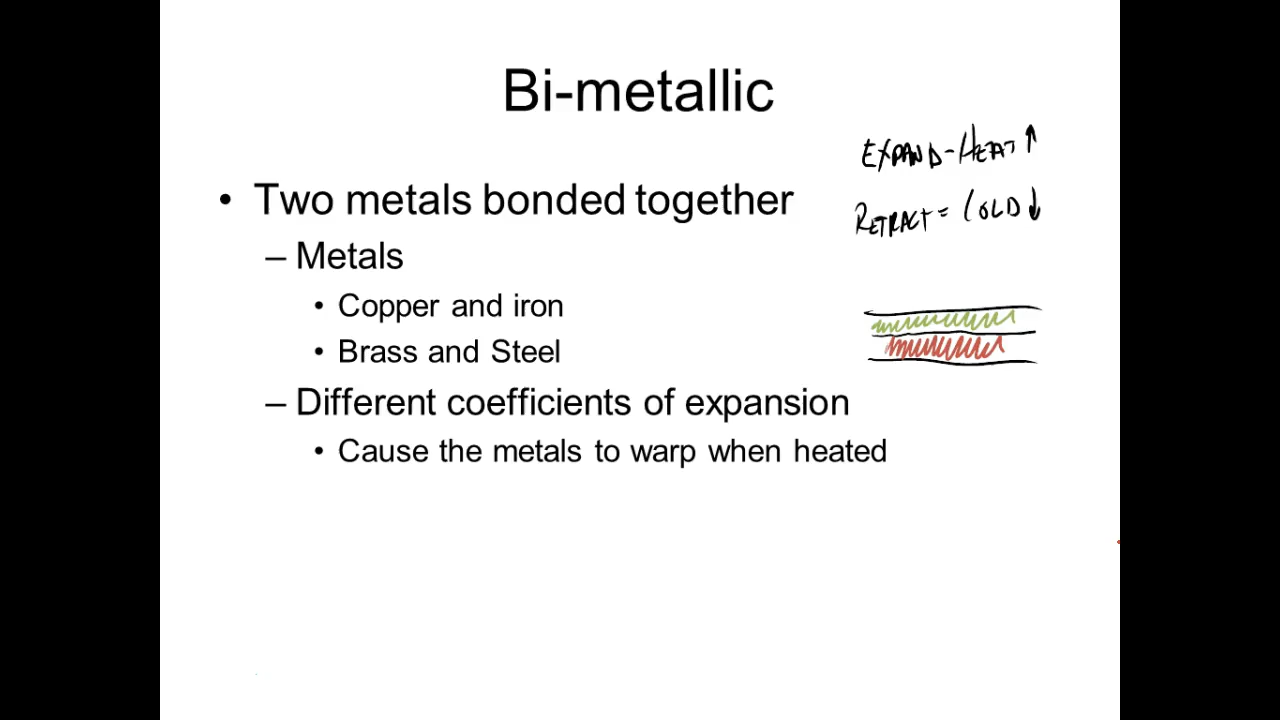 Bi-metallic
EXPAND-HEAT ↑
• Two metals bonded together
RETRACT = COLD ↓
– Metals
• Copper and iron
• Brass and Steel
– Different coefficients of expansion
• Cause the metals to warp when heated